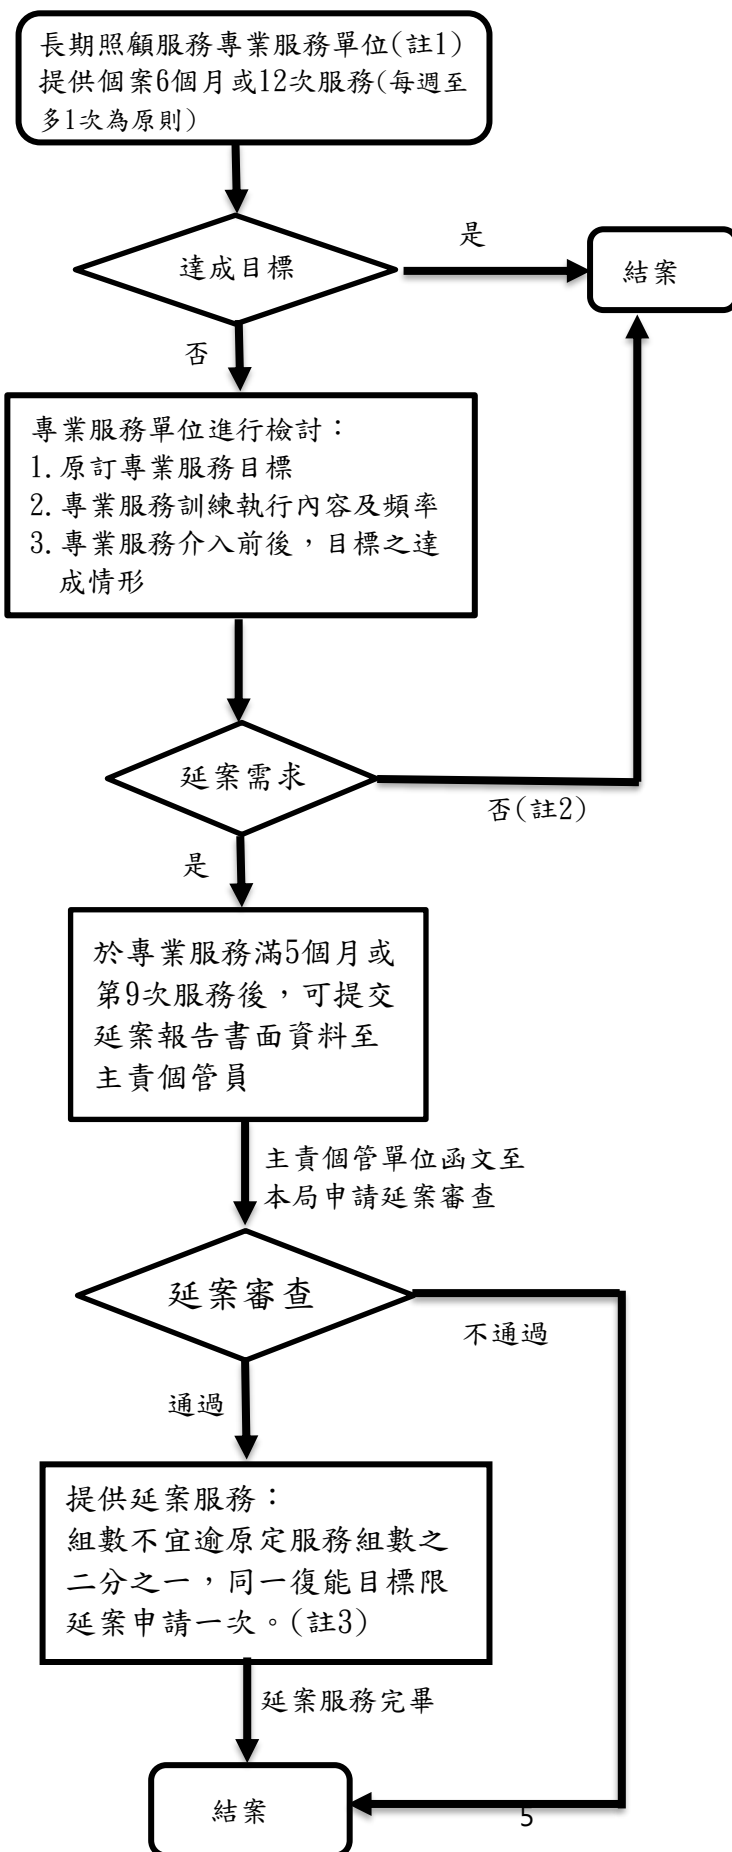 長期照顧服務專業服務單位(註1)
提供個案6個月或12次服務(每週至
多1次為原則)
達成目標
是
結案
否
專業服務單位進行檢討：
1.原訂專業服務目標
2.專業服務訓練執行內容及頻率
3.專業服務介入前後，目標之達
成情形
延案需求
否(註2)
是
於專業服務滿5個月或
第9次服務後，可提交
延案報告書面資料至
主責個管員
主責個管單位函文至
本局申請延案審查
延案審查
不通過
通過
提供延案服務：
組數不宜逾原定服務組數之
二分之一，同一復能目標限
延案申請一次。(註3)
延案服務完畢
結案
5